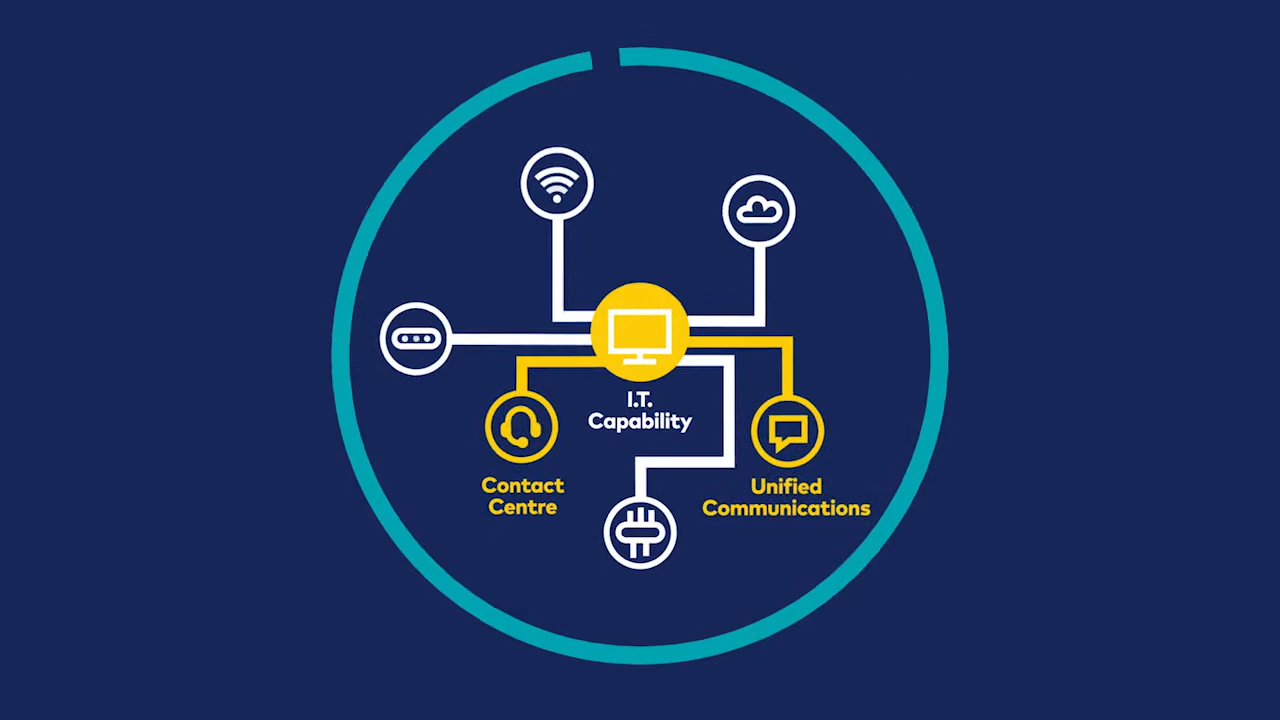 I.T.
Capability
Contact
Centre
Unified
Communications